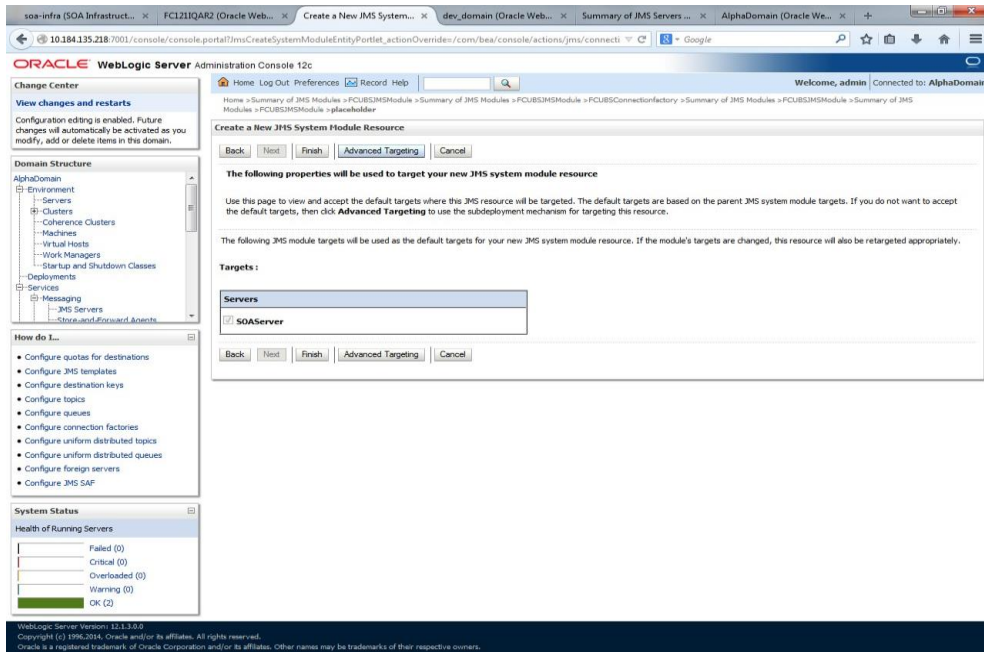 soa-infra (SOA Infrastruct... ×
FC121IQAR2 (Oracle Web... ×
Create a New JMS System... ×
dev_domain (Oracle Web... ×
Summary of JMS Servers ... ×
AlphaDomain (Oracle We... ×
+
10.184.135.218:7001/console/console.portal?JmsCreateSystemModuleEntityPortlet_actionOverride=/com/bea/console/actions/jms/connecti
Google
ORACLE WebLogic Server Administration Console 12c
Change Center
View changes and restarts
Configuration editing is enabled. Future
changes will automatically be activated as you
modify, add or delete items in this domain.
Domain Structure
AlphaDomain
Environment
Servers
Clusters
Coherence Clusters
Machines
Virtual Hosts
Work Managers
Startup and Shutdown Classes
Deployments
Services
Messaging
JMS Servers
Store-and-Forward Agents
How do I...
• Configure quotas for destinations
• Configure JMS templates
• Configure destination keys
• Configure topics
• Configure queues
• Configure connection factories
• Configure uniform distributed topics
• Configure uniform distributed queues
• Configure foreign servers
• Configure JMS SAF
System Status
Health of Running Servers
Failed (0)
Critical (0)
Overloaded (0)
Warning (0)
OK (2)
Home Log Out Preferences Record Help
Welcome, admin Connected to: AlphaDomain
Home >Summary of JMS Modules >FCUBSJMSModule >Summary of JMS Modules >FCUBSJMSModule >FCUBSConnectionfactory >Summary of JMS Modules >FCUBSJMSModule >Summary of JMS
Modules >FCUBSJMSModule >placeholder
Create a New JMS System Module Resource
Back Next Finish Advanced Targeting Cancel
The following properties will be used to target your new JMS system module resource
Use this page to view and accept the default targets where this JMS resource will be targeted. The default targets are based on the parent JMS system module targets. If you do not want to accept
the default targets, then click Advanced Targeting to use the subdeployment mechanism for targeting this resource.
The following JMS module targets will be used as the default targets for your new JMS system module resource. If the module's targets are changed, this resource will also be retargeted appropriately.
Targets :
Servers
SOAServer
Back Next Finish Advanced Targeting Cancel
WebLogic Server Version: 12.1.3.0.0
Copyright (c) 1996,2014, Oracle and/or its affiliates. All rights reserved.
Oracle is a registered trademark of Oracle Corporation and/or its affiliates. Other names may be trademarks of their respective owners.